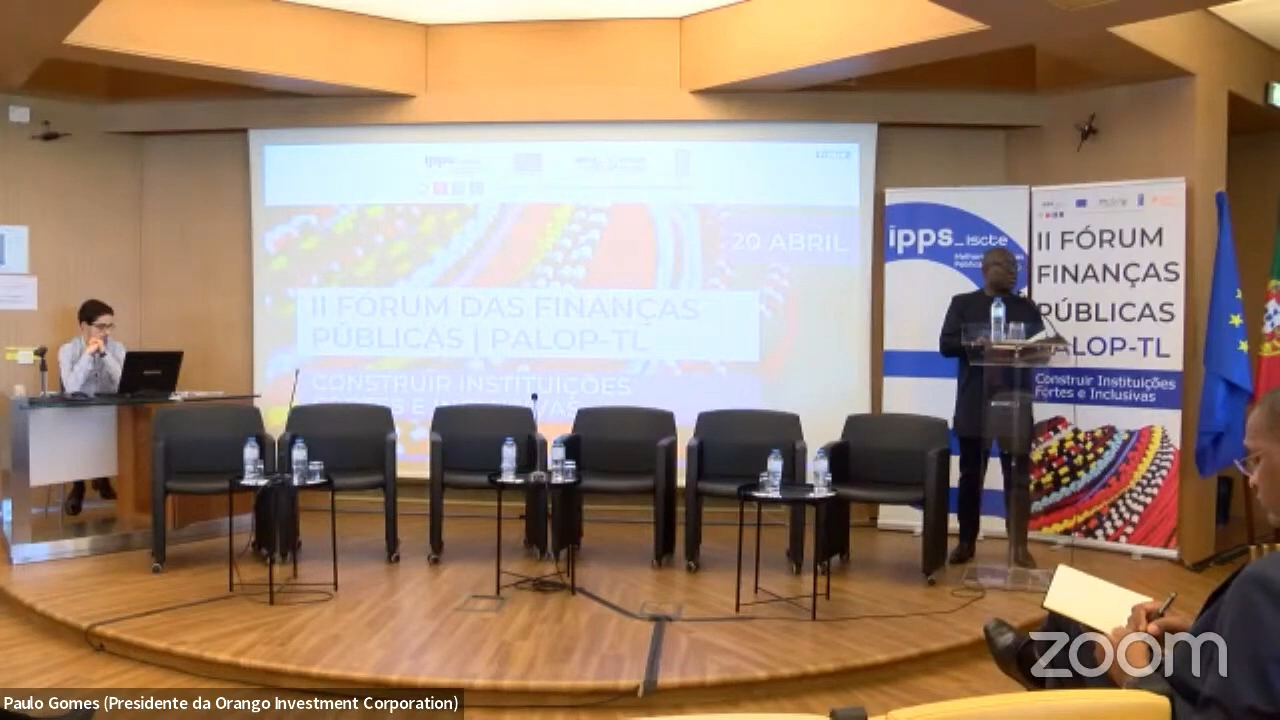 20 ABRIL
II FÓRUM DAS FINANÇAS
PÚBLICAS | PALOP-TL
CONSTRUIR INSTITUIÇÕES
ipps_iscte
II FÓRUM
FINANÇAS
PÚBLICAS
PALOP-TL
Construir Instituições
Fortes e Inclusivas
zoom
Paulo Gomes (Presidente da Orango Investment Corporation)